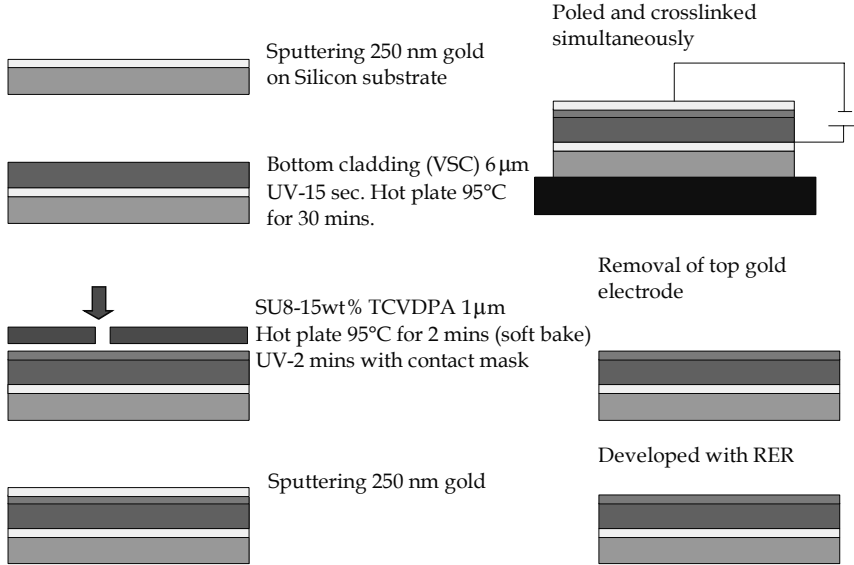 Sputtering 250 nm gold
on Silicon substrate
Bottom cladding (VSC) 6 μm
UV-15 sec. Hot plate 95°C
for 30 mins.
SU8-15wt% TCVDPA 1μm
Hot plate 95°C for 2 mins (soft bake)
UV-2 mins with contact mask
Sputtering 250 nm gold
Poled and crosslinked
simultaneously
Removal of top gold
electrode
Developed with RER